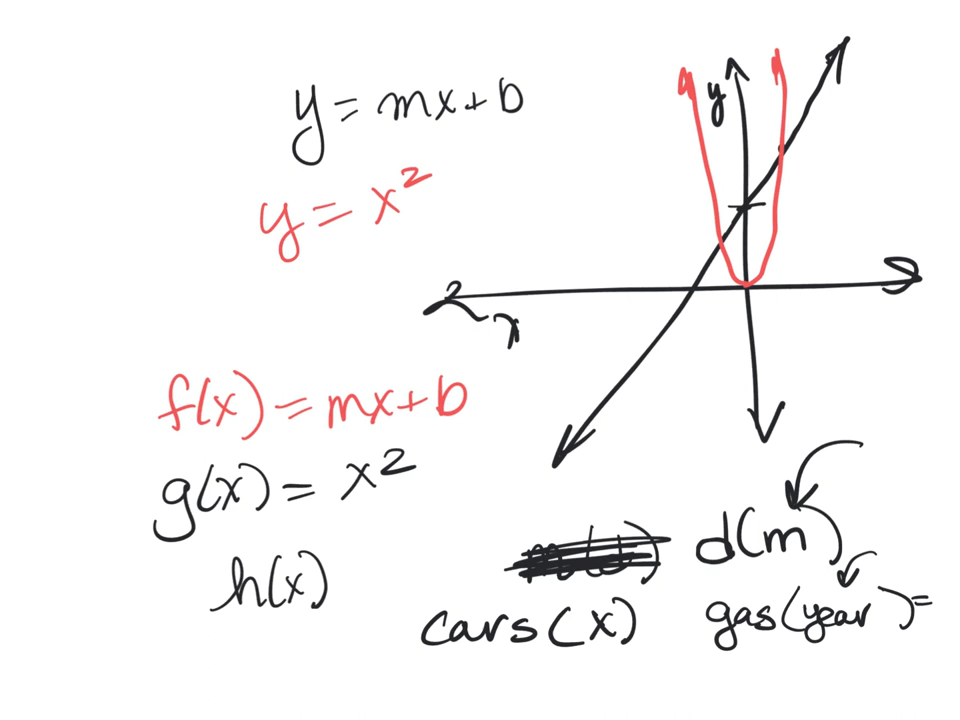 y = mx + b
y = x²
y
x
f(x) = mx + b
g(x) = x²
h(x)
d(m)
cars(x)
gas(year) =